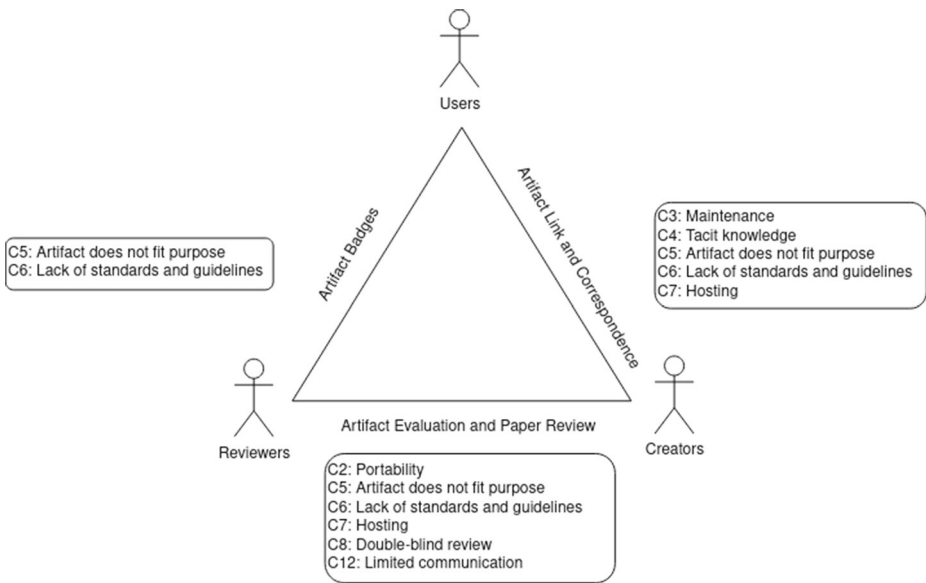 Users
Artifact Badges
Artifact Link and Correspondence
C5: Artifact does not fit purpose
C6: Lack of standards and guidelines
C3: Maintenance
C4: Tacit knowledge
C5: Artifact does not fit purpose
C6: Lack of standards and guidelines
C7: Hosting
Reviewers
Artifact Evaluation and Paper Review
Creators
C2: Portability
C5: Artifact does not fit purpose
C6: Lack of standards and guidelines
C7: Hosting
C8: Double-blind review
C12: Limited communication